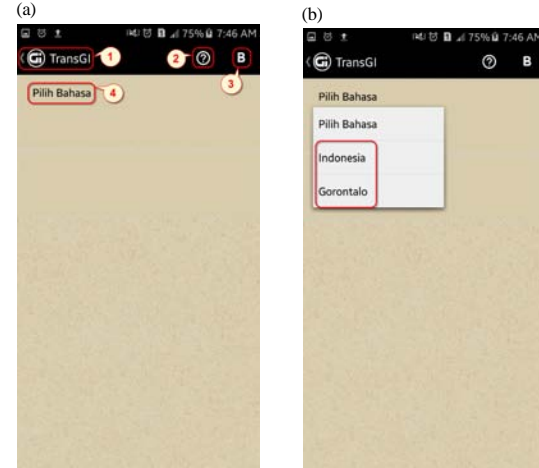 (a)
75% 7:46 AM
TransGI
1
2
B
3
Pilih Bahasa
4
(b)
75% 7:46 AM
TransGI
B
Pilih Bahasa
Pilih Bahasa
Indonesia
Gorontalo